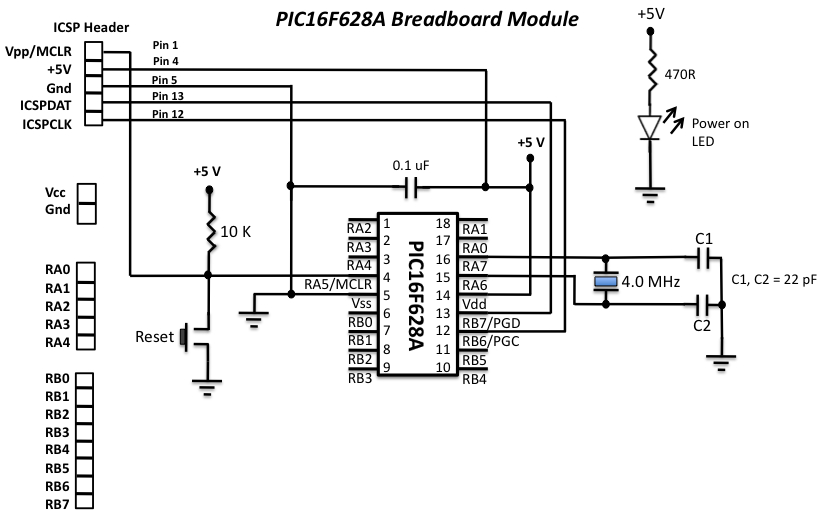 PIC16F628A Breadboard Module
ICSP Header
Vpp/MCLR
Pin 1
+5V
Pin 4
Gnd
Pin 5
ICSPDAT
Pin 13
ICSPCLK
Pin 12
+5V
470R
Power on
LED
+5 V
0.1 uF
+5 V
Vcc
Gnd
10 K
1 18
RA2 RA1
2 17
RA3 RA0
3 16
RA4 RA7
4 15
RA5/MCLR RA6
5 14
Vss Vdd
6 13
RB0 RB7/PGD
7 12
RB1 RB6/PGC
8 11
RB2 RB5
9 10
RB3 RB4
PIC16F628A
C1
4.0 MHz
C1, C2 = 22 pF
C2
Reset
RA0
RA1
RA2
RA3
RA4
RB0
RB1
RB2
RB3
RB4
RB5
RB6
RB7